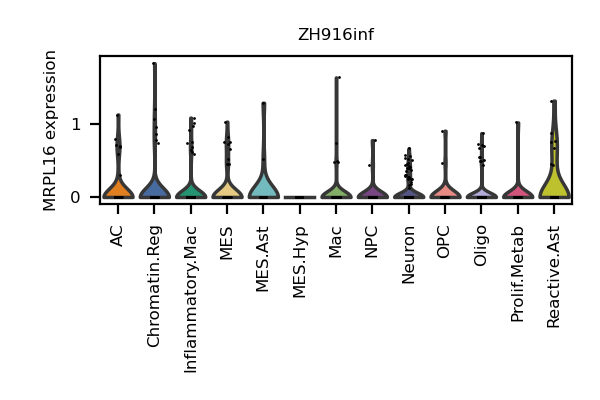 ZH916inf
MRPL16 expression
1
0
AC
Chromatin.Reg
Inflammatory.Mac
MES
MES.Ast
MES.Hyp
Mac
NPC
Neuron
OPC
Oligo
Prolif.Metab
Reactive.Ast